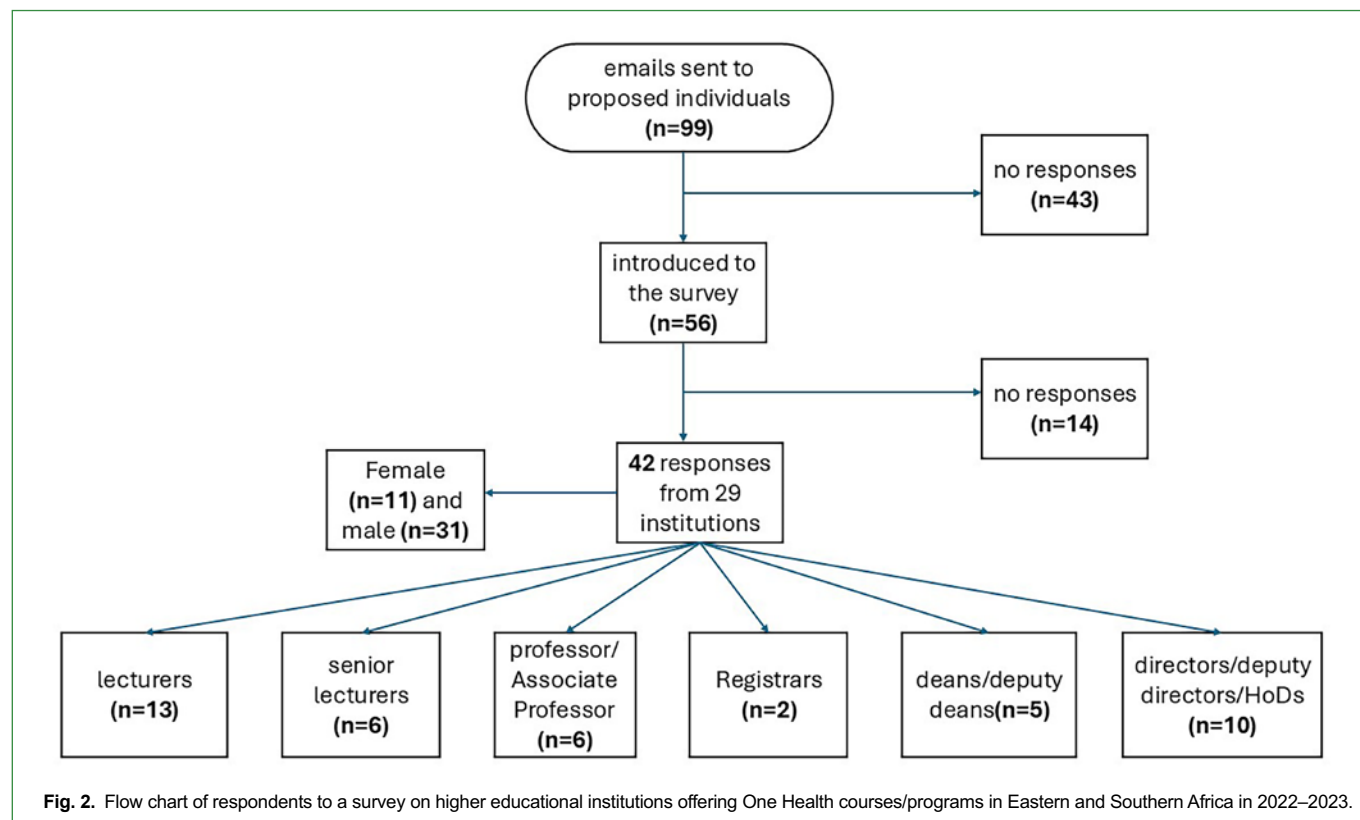 emails sent to
proposed individuals
(n=99)
no responses
(n=43)
introduced to
the survey
(n=56)
no responses
(n=14)
Female
(n=11) and
male (n=31)
42 responses
from 29
institutions
lecturers
(n=13)
senior
lecturers
(n=6)
professor/
Associate
Professor
(n=6)
Registrars
(n=2)
deans/deputy
deans(n=5)
directors/deputy
directors/HoDs
(n=10)
Fig. 2. Flow chart of respondents to a survey on higher educational institutions offering One Health courses/programs in Eastern and Southern Africa in 2022–2023.